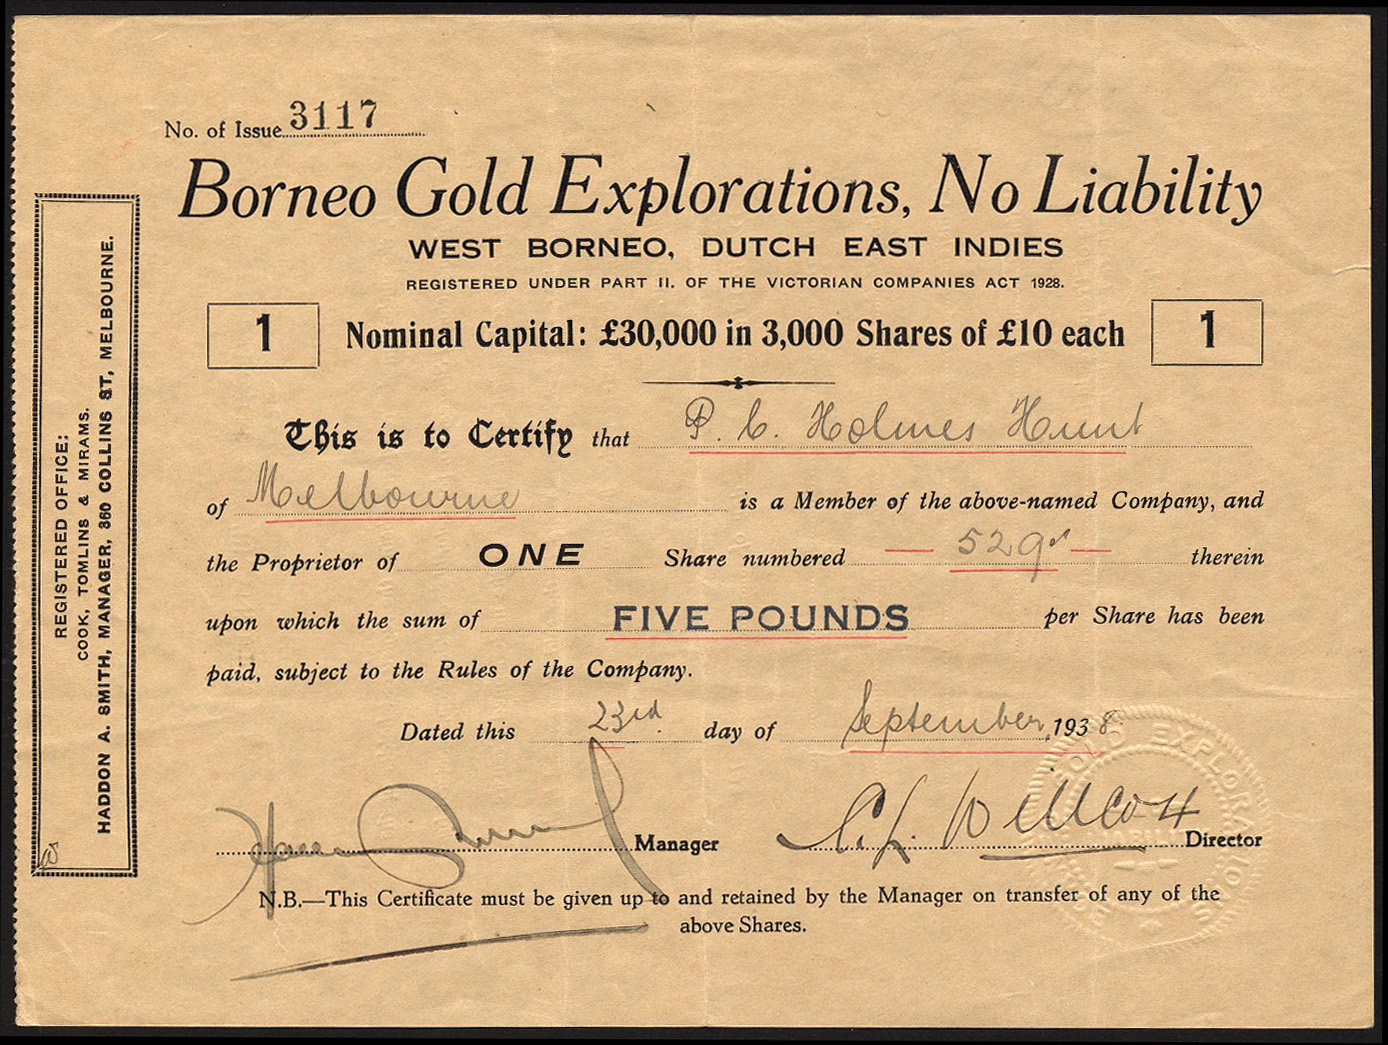 No. of Issue 3117
Borneo Gold Explorations, No Liability
WEST BORNEO, DUTCH EAST INDIES
REGISTERED UNDER PART II. OF THE VICTORIAN COMPANIES ACT 1928.
1 Nominal Capital: £30,000 in 3,000 Shares of £10 each 1
This is to Certify that P. C. Holmes Hunt
of Melbourne is a Member of the above-named Company, and
the Proprietor of ONE Share numbered — 529 — therein
upon which the sum of FIVE POUNDS per Share has been
paid, subject to the Rules of the Company.
Dated this 23rd day of September, 1938
Manager Willcox Director
N.B.—This Certificate must be given up to and retained by the Manager on transfer of any of the
above Shares.
REGISTERED OFFICE:
COOK, TOMLINS & MIRAMS.
HADDON A. SMITH, MANAGER, 360 COLLINS ST, MELBOURNE.
GOLD EXPLORATIONS